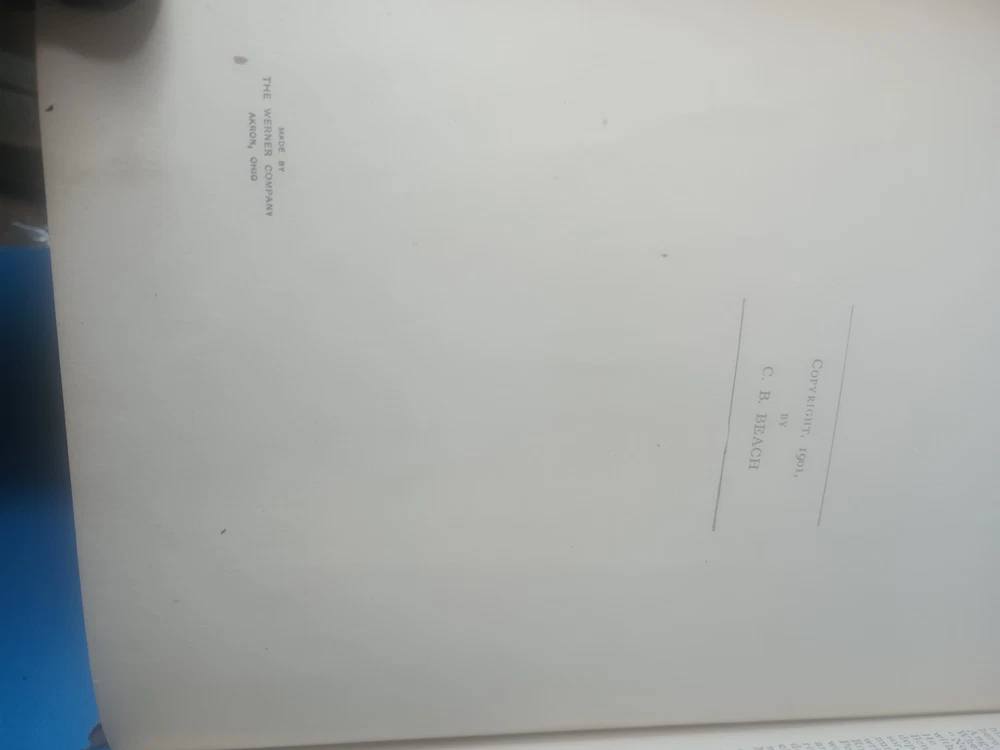 COPYRIGHT, 1901,
BY
C. B. BEACH
MADE BY
THE WERNER COMPANY
AKRON, OHIO